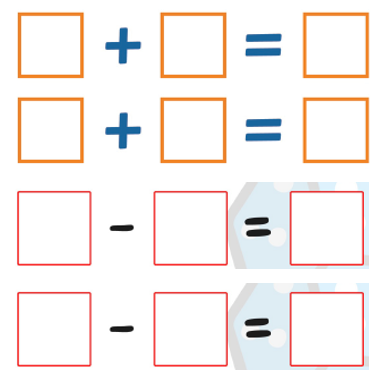 + =
+ =
- =
- =